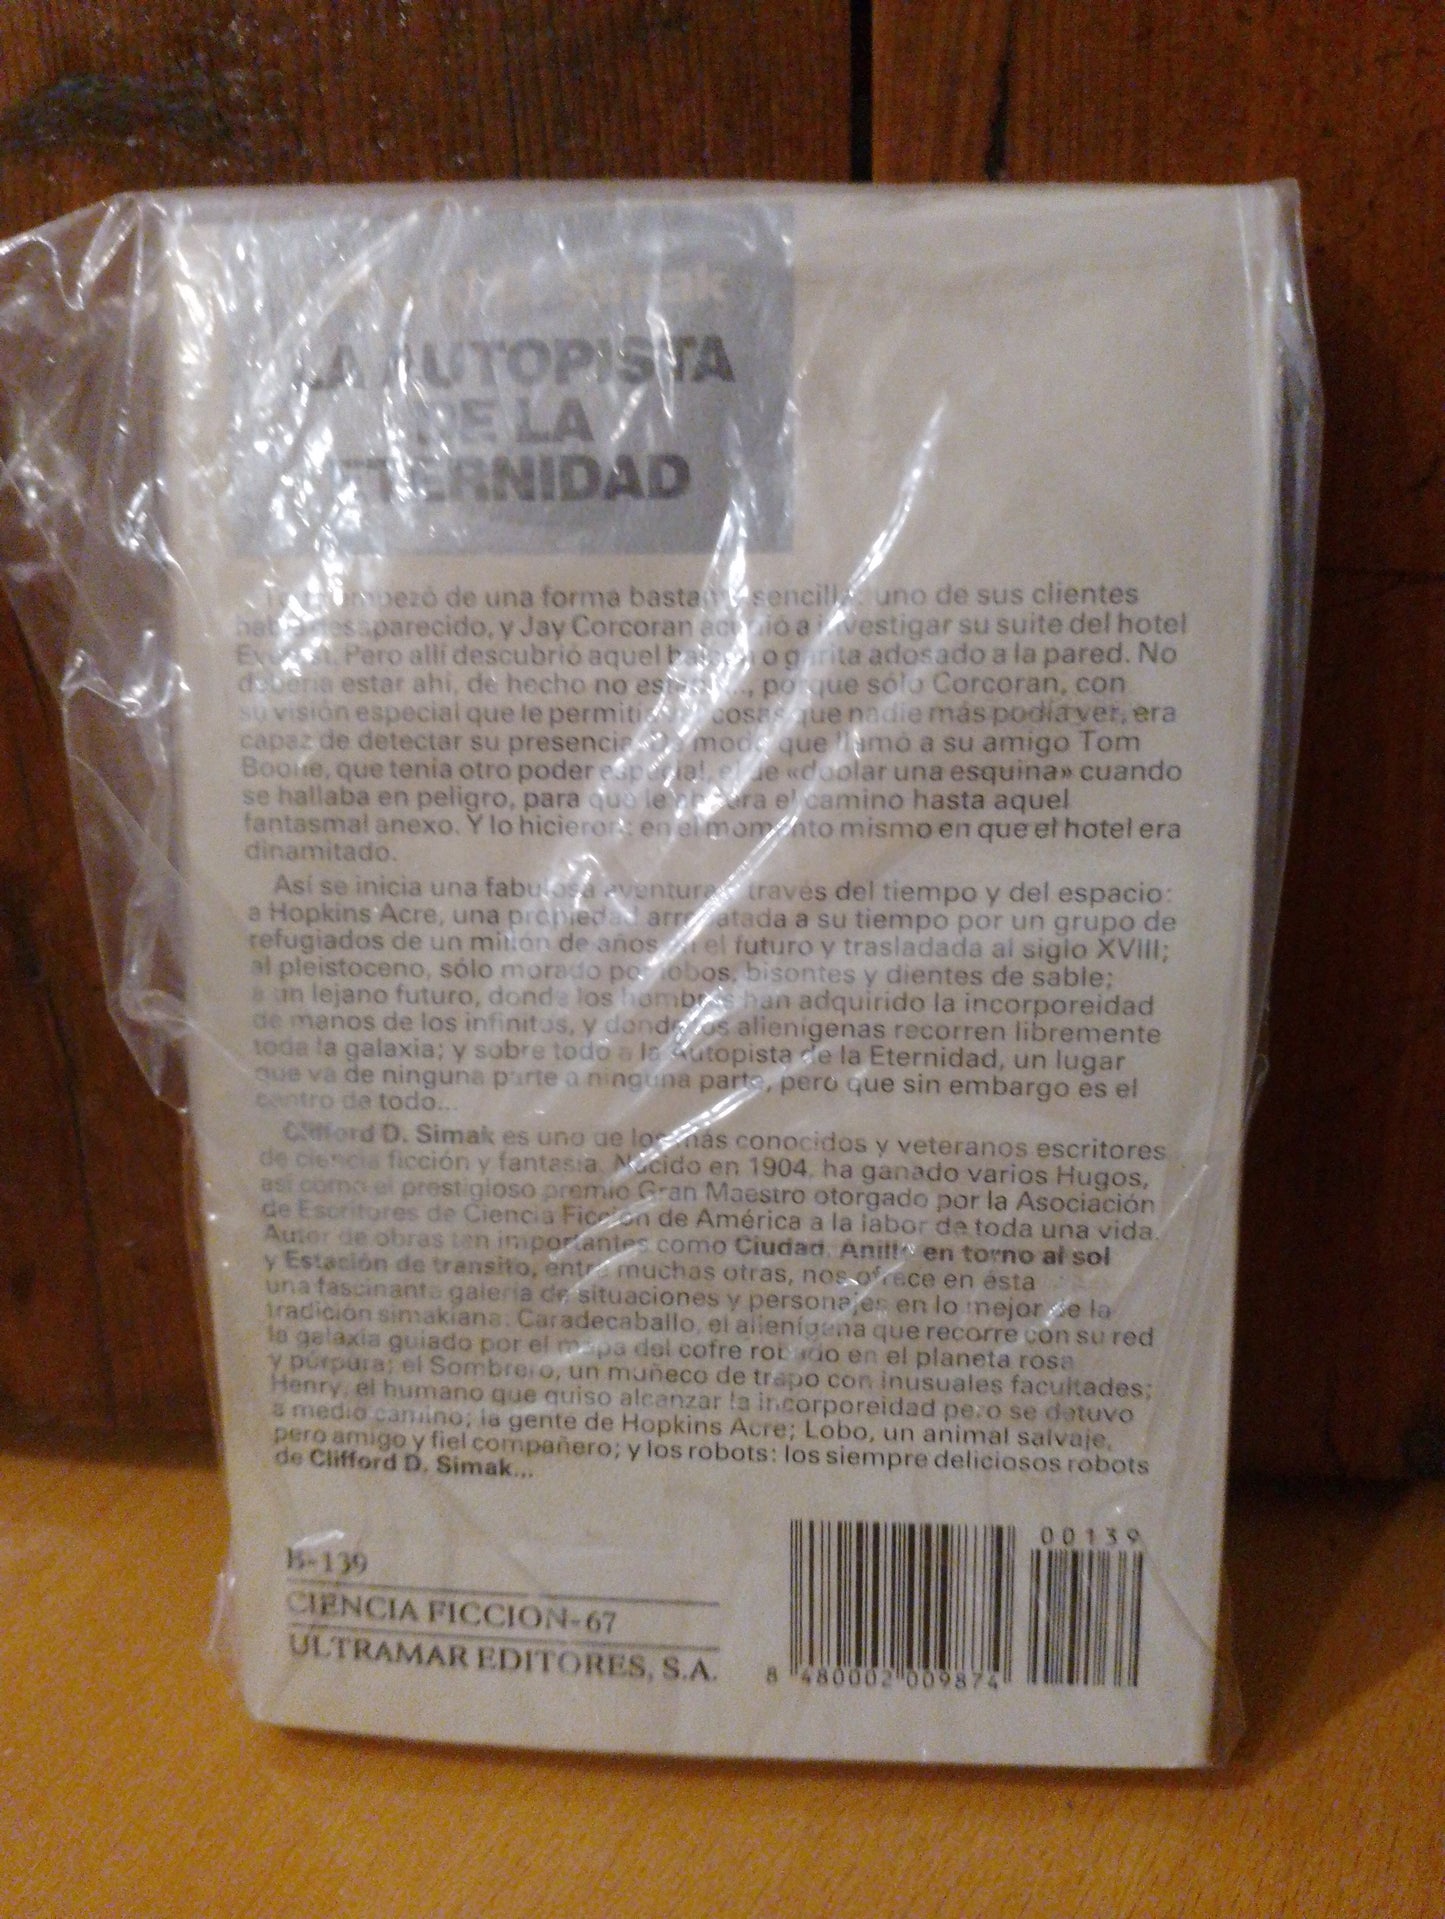 Simak
LA AUTOPISTA
DE LA
ETERNIDAD
empezó de una forma bastante sencilla: uno de sus clientes
había desaparecido, y Jay Corcoran acudió a investigar su suite del hotel
Everest. Pero allí descubrió aquel balcón o garita adosado a la pared. No
debería estar ahí, de hecho no estaba..., porque sólo Corcoran, con
su visión especial que le permitía ver cosas que nadie más podía ver, era
capaz de detectar su presencia. De modo que llamó a su amigo Tom
Boone, que tenía otro poder especial, el de «doblar una esquina» cuando
se hallaba en peligro, para que le abriera el camino hasta aquel
fantasmal anexo. Y lo hicieron: en el momento mismo en que el hotel era
dinamitado.
Así se inicia una fabulosa aventura a través del tiempo y del espacio:
a Hopkins Acre, una propiedad arrebatada a su tiempo por un grupo de
refugiados de un millón de años en el futuro y trasladada al siglo XVIII;
al pleistoceno, sólo morado por lobos, bisontes y dientes de sable;
a un lejano futuro, donde los hombres han adquirido la incorporeidad
de manos de los infinitos, y donde los alienígenas recorren libremente
toda la galaxia; y sobre todo a la Autopista de la Eternidad, un lugar
que va de ninguna parte a ninguna parte, pero que sin embargo es el
centro de todo...
Clifford D. Simak es uno de los más conocidos y veteranos escritores
de ciencia ficción y fantasía. Nacido en 1904, ha ganado varios Hugos,
así como el prestigioso premio Gran Maestro otorgado por la Asociación
de Escritores de Ciencia Ficción de América a la labor de toda una vida.
Autor de obras tan importantes como Ciudad, Anillo en torno al sol
y Estación de tránsito, entre muchas otras, nos ofrece en ésta
una fascinante galería de situaciones y personajes en lo mejor de la
tradición simakiana. Caradecaballo, el alienígena que recorre con su red
la galaxia guiado por el mapa del cofre robado en el planeta rosa
y púrpura; el Sombrero, un muñeco de trapo con inusuales facultades;
Henry, el humano que quiso alcanzar la incorporeidad pero se detuvo
a medio camino; la gente de Hopkins Acre; Lobo, un animal salvaje,
pero amigo y fiel compañero; y los robots: los siempre deliciosos robots
de Clifford D. Simak...
B-139
CIENCIA FICCION-67
ULTRAMAR EDITORES, S.A.
00139
8 480002 009874